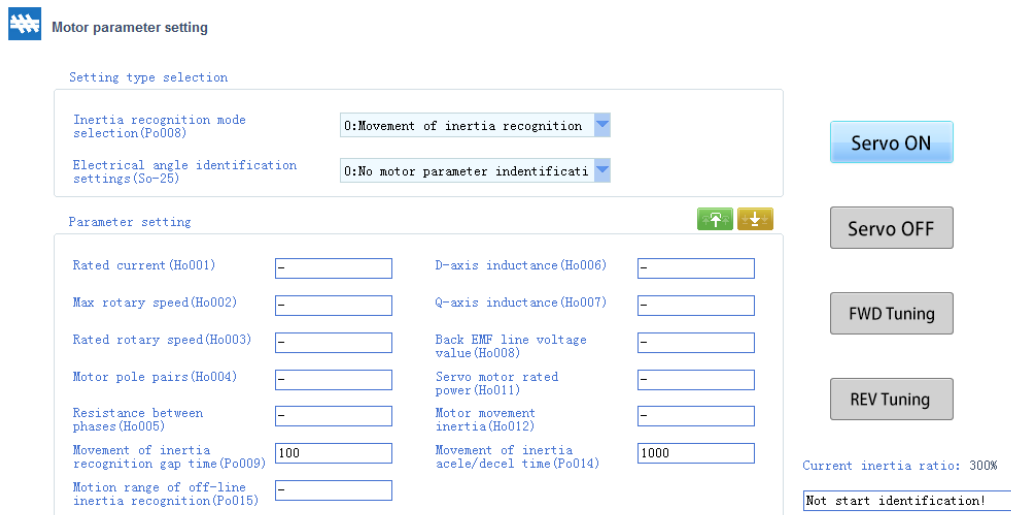 Motor parameter setting
Setting type selection
Inertia recognition mode
selection(Po008)
0:Movement of inertia recognition
Electrical angle identification
settings(So-25)
0:No motor parameter indentificati
Servo ON
Parameter setting
Servo OFF
Rated current(Ho001)
-
D-axis inductance(Ho006)
-
Max rotary speed(Ho002)
-
Q-axis inductance(Ho007)
-
FWD Tuning
Rated rotary speed(Ho003)
-
Back EMF line voltage
value(Ho008)
-
Motor pole pairs(Ho004)
-
Servo motor rated
power(Ho011)
-
REV Tuning
Resistance between
phases(Ho005)
-
Motor movement
inertia(Ho012)
-
Movement of inertia
recognition gap time(Po009)
100
Movement of inertia
acele/decel time(Po014)
1000
Current inertia ratio: 300%
Motion range of off-line
inertia recognition(Po015)
-
Not start identification!